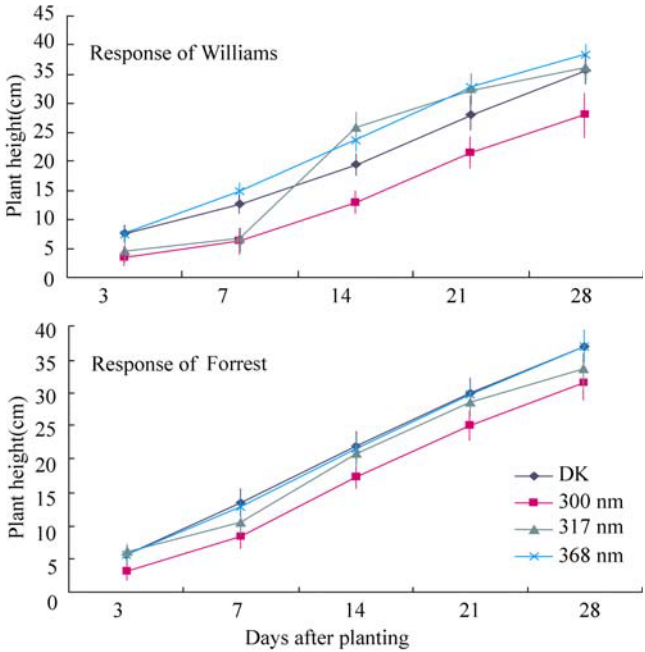 45
40
35
30
25
20
15
10
5
0
Plant height(cm)
Response of Williams
3 7 14 21 28
40
35
30
25
20
15
10
5
0
Plant height(cm)
Response of Forrest
DK
300 nm
317 nm
368 nm
3 7 14 21 28
Days after planting